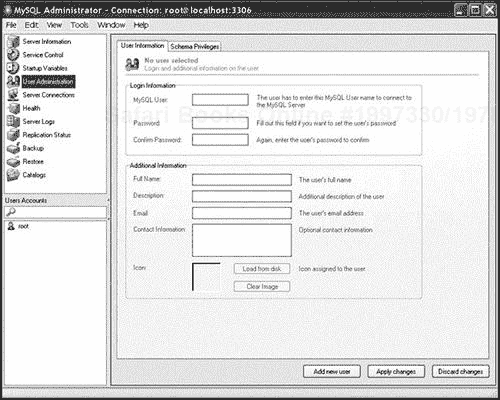 MySQL Administrator - Connection: root@localhost:3306
File Edit View Tools Window Help
Server Information
Service Control
Startup Variables
User Administration
Server Connections
Health
Server Logs
Replication Status
Backup
Restore
Catalogs
Users Accounts
root
User Information
Schema Privileges
No user selected
Login and additional information on the user
Login Information
MySQL User:
The user has to enter this MySQL User name to connect to
the MySQL Server
Password:
Fill out this field if you want to set the user's password
Confirm Password:
Again, enter the user's password to confirm
Additional Information
Full Name:
The user's full name
Description:
Additional description of the user
Email
The user's email address
Contact Information:
Optional contact information
Icon:
Load from disk
Icon assigned to the user
Clear Image
Add new user
Apply changes
Discard changes